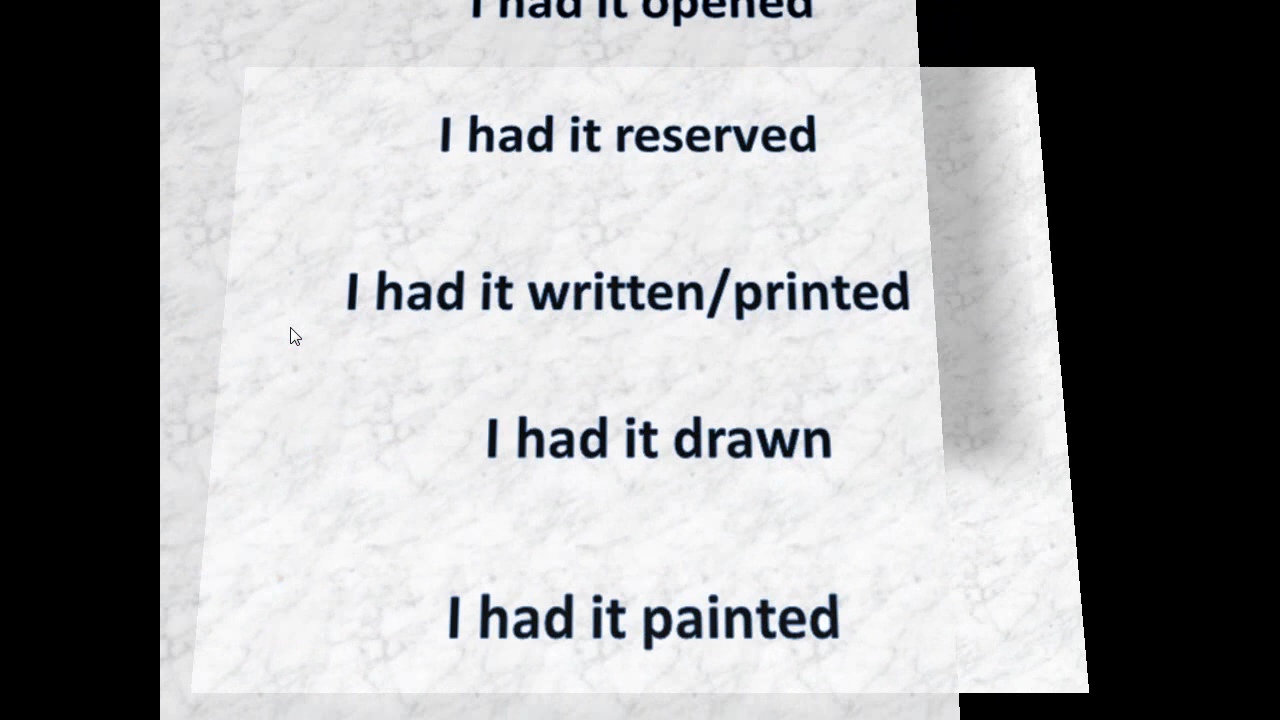 I had it opened
I had it reserved
I had it written/printed
I had it drawn
I had it painted